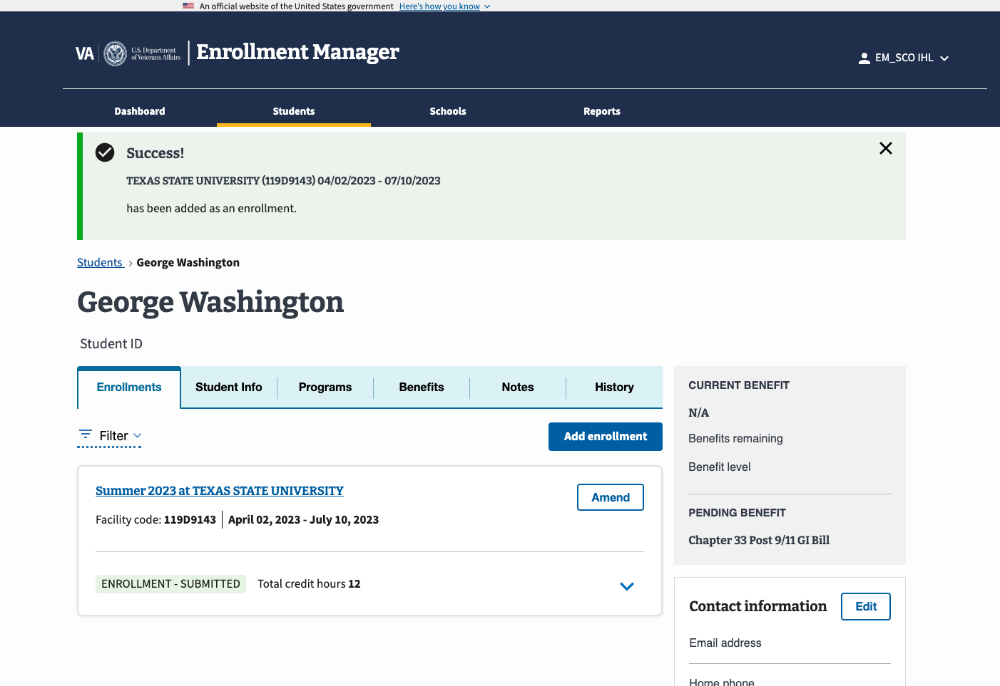 An official website of the United States government Here's how you know
VA U.S. Department of Veterans Affairs Enrollment Manager
EM_SCO IHL
Dashboard Students Schools Reports
Success!
TEXAS STATE UNIVERSITY (119D9143) 04/02/2023 - 07/10/2023
has been added as an enrollment.
Students > George Washington
George Washington
Student ID
Enrollments Student Info Programs Benefits Notes History
Filter
Add enrollment
Summer 2023 at TEXAS STATE UNIVERSITY
Amend
Facility code: 119D9143 April 02, 2023 - July 10, 2023
ENROLLMENT - SUBMITTED Total credit hours 12
CURRENT BENEFIT
N/A
Benefits remaining
Benefit level
PENDING BENEFIT
Chapter 33 Post 9/11 GI Bill
Contact information Edit
Email address
Home phone